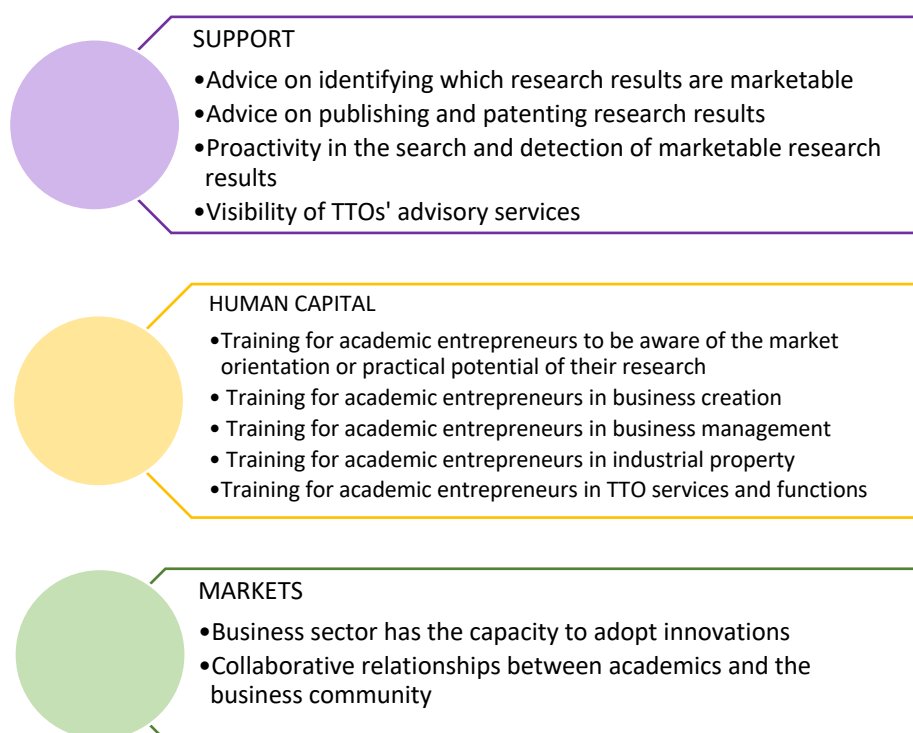 SUPPORT
•Advice on identifying which research results are marketable
•Advice on publishing and patenting research results
•Proactivity in the search and detection of marketable research
results
•Visibility of TTOs' advisory services
HUMAN CAPITAL
•Training for academic entrepreneurs to be aware of the market
orientation or practical potential of their research
• Training for academic entrepreneurs in business creation
• Training for academic entrepreneurs in business management
• Training for academic entrepreneurs in industrial property
•Training for academic entrepreneurs in TTO services and functions
MARKETS
•Business sector has the capacity to adopt innovations
•Collaborative relationships between academics and the
business community